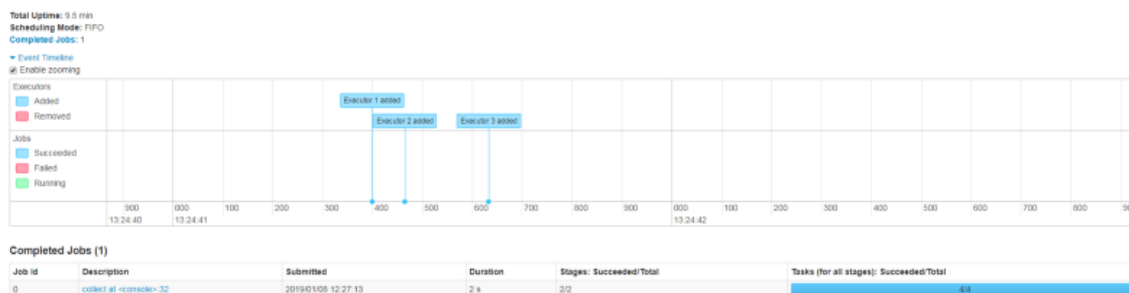 Total Uptime: 9.5 min
Scheduling Mode: FIFO
Completed Jobs: 1
Event Timeline
Enable zooming
Executors
Added
Removed
Executor 1 added
Executor 2 added Executor 3 added
Jobs
Succeeded
Failed
Running
900 000 100 200 300 400 500 600 700 800 900 000 100 200 300 400 500 600 700 800
13:24:40 13:24:41 13:24:42
Completed Jobs (1)
Job Id Description Submitted Duration Stages: Succeeded/Total Tasks (for all stages): Succeeded/Total
0 collect at <console>:32 2019/01/08 12:27:13 2 s 2/2 4/4